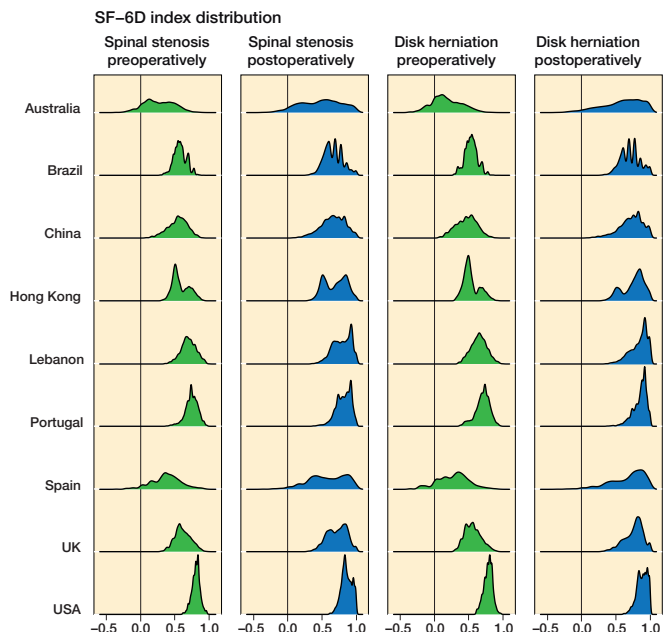 SF–6D index distribution
Spinal stenosis preoperatively
Spinal stenosis postoperatively
Disk herniation preoperatively
Disk herniation postoperatively
Australia
Brazil
China
Hong Kong
Lebanon
Portugal
Spain
UK
USA
–0.5 0.0 0.5 1.0 –0.5 0.0 0.5 1.0 –0.5 0.0 0.5 1.0 –0.5 0.0 0.5 1.0